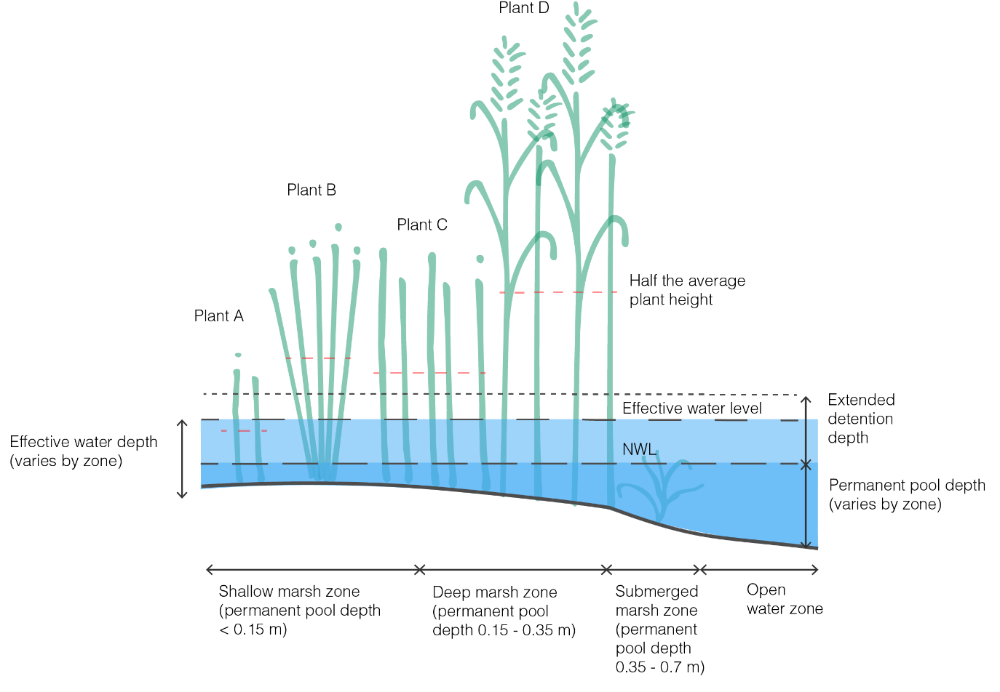 Plant D
Plant B
Plant C
Half the average
plant height
Plant A
Effective water level
Extended
detention
depth
Effective water depth
(varies by zone)
NWL
Permanent pool depth
(varies by zone)
Shallow marsh zone
(permanent pool depth
< 0.15 m)
Deep marsh zone
(permanent pool
depth 0.15 - 0.35 m)
Submerged
marsh zone
(permanent
pool depth
0.35 - 0.7 m)
Open
water zone